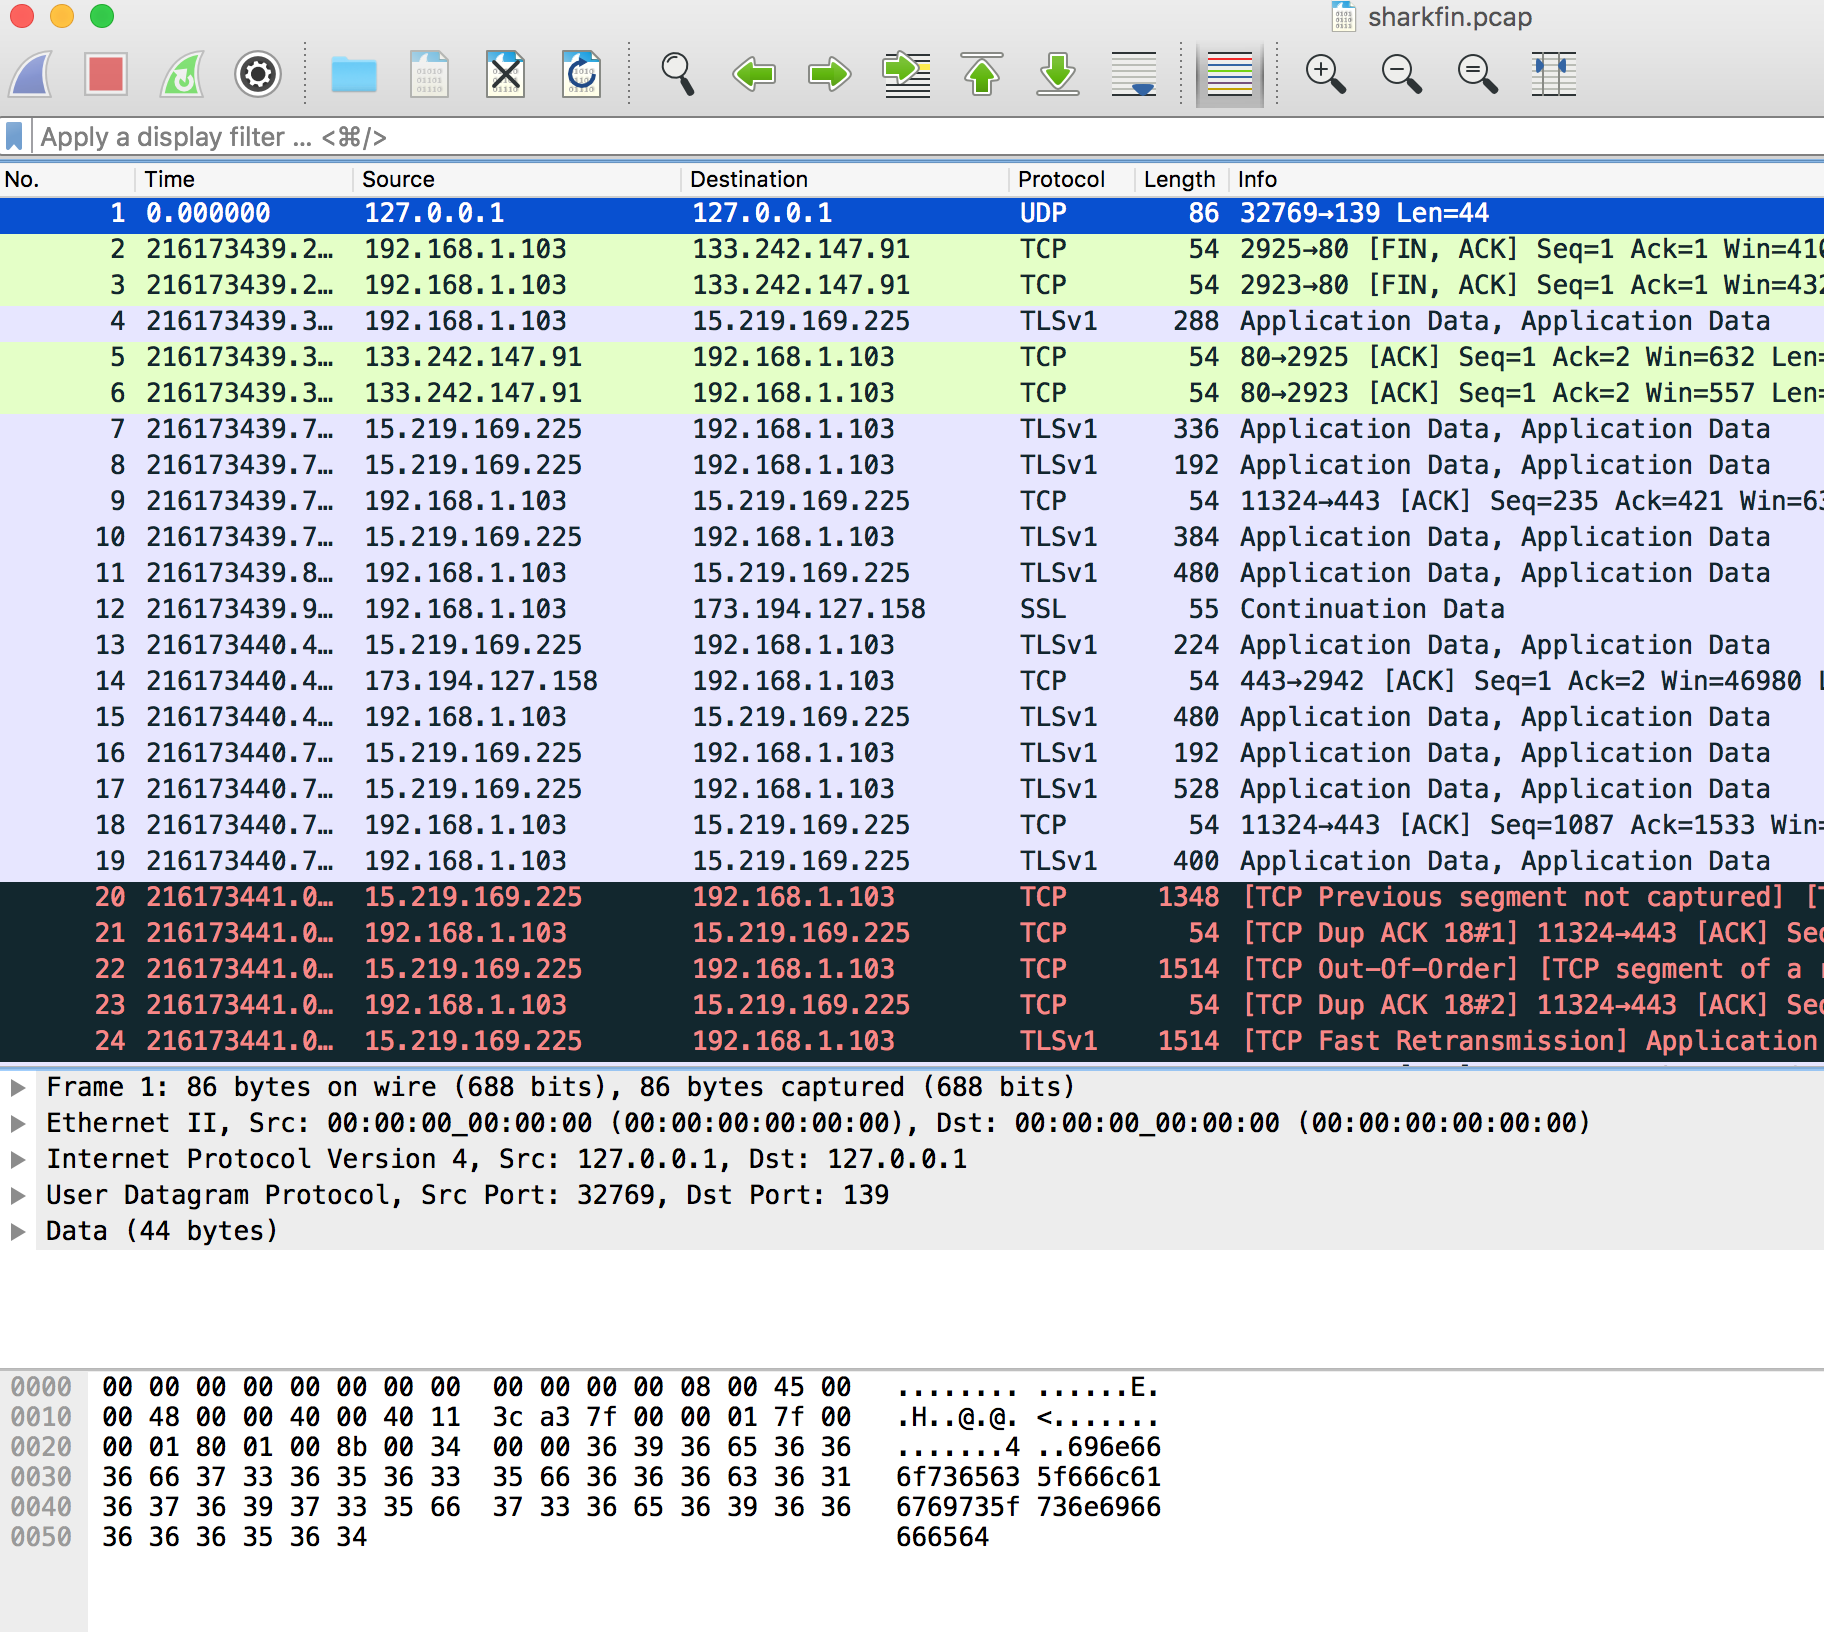 sharkfin.pcap
Apply a display filter ... <⌘/>
No. Time Source Destination Protocol Length Info
1 0.000000 127.0.0.1 127.0.0.1 UDP 86 32769→139 Len=44
2 216173439.2… 192.168.1.103 133.242.147.91 TCP 54 2925→80 [FIN, ACK] Seq=1 Ack=1 Win=410
3 216173439.2… 192.168.1.103 133.242.147.91 TCP 54 2923→80 [FIN, ACK] Seq=1 Ack=1 Win=432
4 216173439.3… 192.168.1.103 15.219.169.225 TLSv1 288 Application Data, Application Data
5 216173439.3… 133.242.147.91 192.168.1.103 TCP 54 80→2925 [ACK] Seq=1 Ack=2 Win=632 Len=
6 216173439.3… 133.242.147.91 192.168.1.103 TCP 54 80→2923 [ACK] Seq=1 Ack=2 Win=557 Len=
7 216173439.7… 15.219.169.225 192.168.1.103 TLSv1 336 Application Data, Application Data
8 216173439.7… 15.219.169.225 192.168.1.103 TLSv1 192 Application Data, Application Data
9 216173439.7… 192.168.1.103 15.219.169.225 TCP 54 11324→443 [ACK] Seq=235 Ack=421 Win=63
10 216173439.7… 15.219.169.225 192.168.1.103 TLSv1 384 Application Data, Application Data
11 216173439.8… 192.168.1.103 15.219.169.225 TLSv1 480 Application Data, Application Data
12 216173439.9… 192.168.1.103 173.194.127.158 SSL 55 Continuation Data
13 216173440.4… 15.219.169.225 192.168.1.103 TLSv1 224 Application Data, Application Data
14 216173440.4… 173.194.127.158 192.168.1.103 TCP 54 443→2942 [ACK] Seq=1 Ack=2 Win=46980 L
15 216173440.4… 192.168.1.103 15.219.169.225 TLSv1 480 Application Data, Application Data
16 216173440.7… 15.219.169.225 192.168.1.103 TLSv1 192 Application Data, Application Data
17 216173440.7… 15.219.169.225 192.168.1.103 TLSv1 528 Application Data, Application Data
18 216173440.7… 192.168.1.103 15.219.169.225 TCP 54 11324→443 [ACK] Seq=1087 Ack=1533 Win=
19 216173440.7… 192.168.1.103 15.219.169.225 TLSv1 400 Application Data, Application Data
20 216173441.0… 15.219.169.225 192.168.1.103 TCP 1348 [TCP Previous segment not captured] [T
21 216173441.0… 192.168.1.103 15.219.169.225 TCP 54 [TCP Dup ACK 18#1] 11324→443 [ACK] Seq
22 216173441.0… 15.219.169.225 192.168.1.103 TCP 1514 [TCP Out-Of-Order] [TCP segment of a r
23 216173441.0… 192.168.1.103 15.219.169.225 TCP 54 [TCP Dup ACK 18#2] 11324→443 [ACK] Seq
24 216173441.0… 15.219.169.225 192.168.1.103 TLSv1 1514 [TCP Fast Retransmission] Application
Frame 1: 86 bytes on wire (688 bits), 86 bytes captured (688 bits)
Ethernet II, Src: 00:00:00_00:00:00 (00:00:00:00:00:00), Dst: 00:00:00_00:00:00 (00:00:00:00:00:00)
Internet Protocol Version 4, Src: 127.0.0.1, Dst: 127.0.0.1
User Datagram Protocol, Src Port: 32769, Dst Port: 139
Data (44 bytes)
0000 00 00 00 00 00 00 00 00 00 00 00 00 08 00 45 00 ........ ......E.
0010 00 48 00 00 40 00 40 11 3c a3 7f 00 00 01 7f 00 .H..@.@. <.......
0020 00 01 80 01 00 8b 00 34 00 00 36 39 36 65 36 36 .......4 ..696e66
0030 36 66 37 33 36 35 36 33 35 66 36 36 36 63 36 31 6f736563 5f666c61
0040 36 37 36 39 37 33 35 66 37 33 36 65 36 39 36 36 6769735f 736e6966
0050 36 36 36 35 36 34 666564